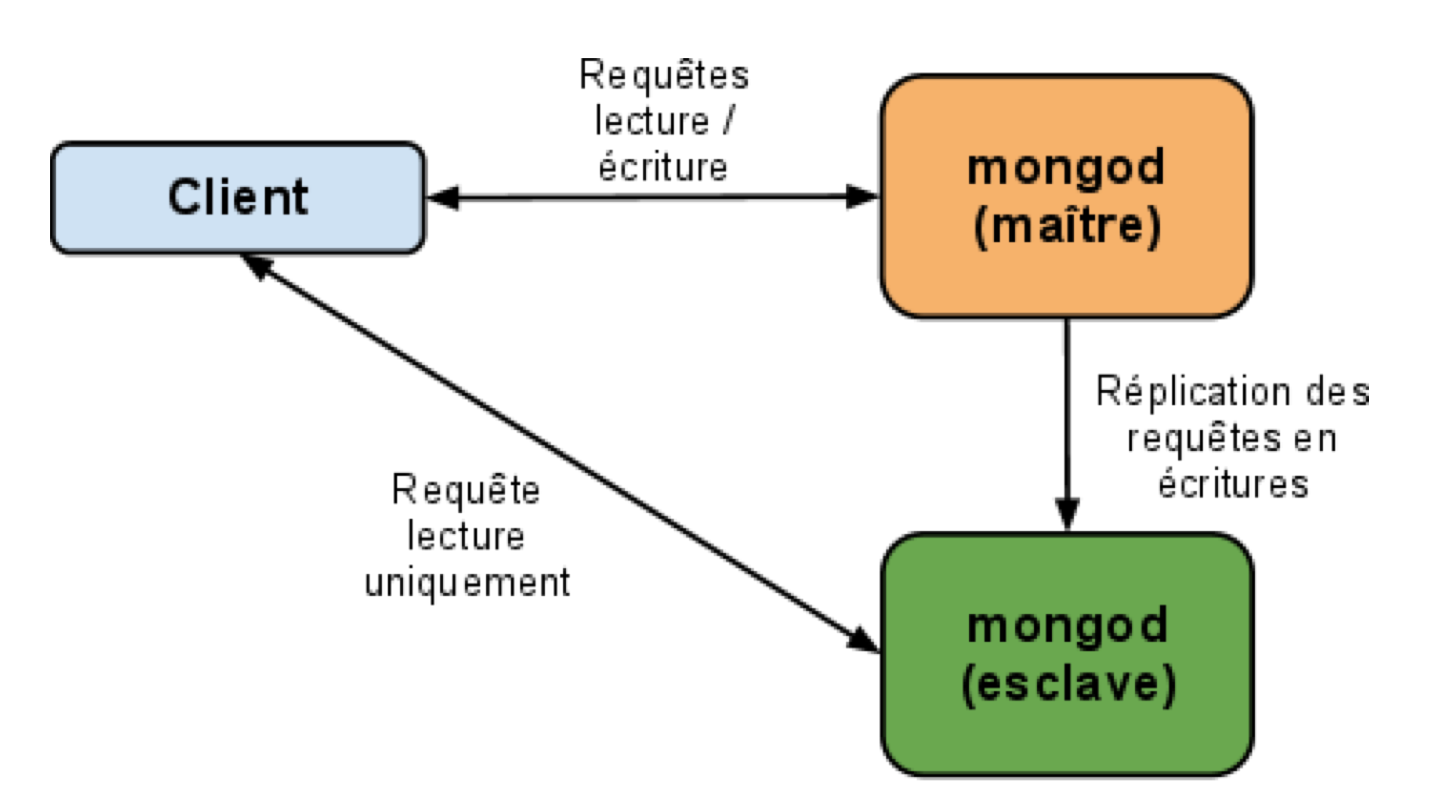 Requêtes
lecture /
écriture
Client
mongod
(maître)
Réplication des
requêtes en
écritures
Requête
lecture
uniquement
mongod
(esclave)